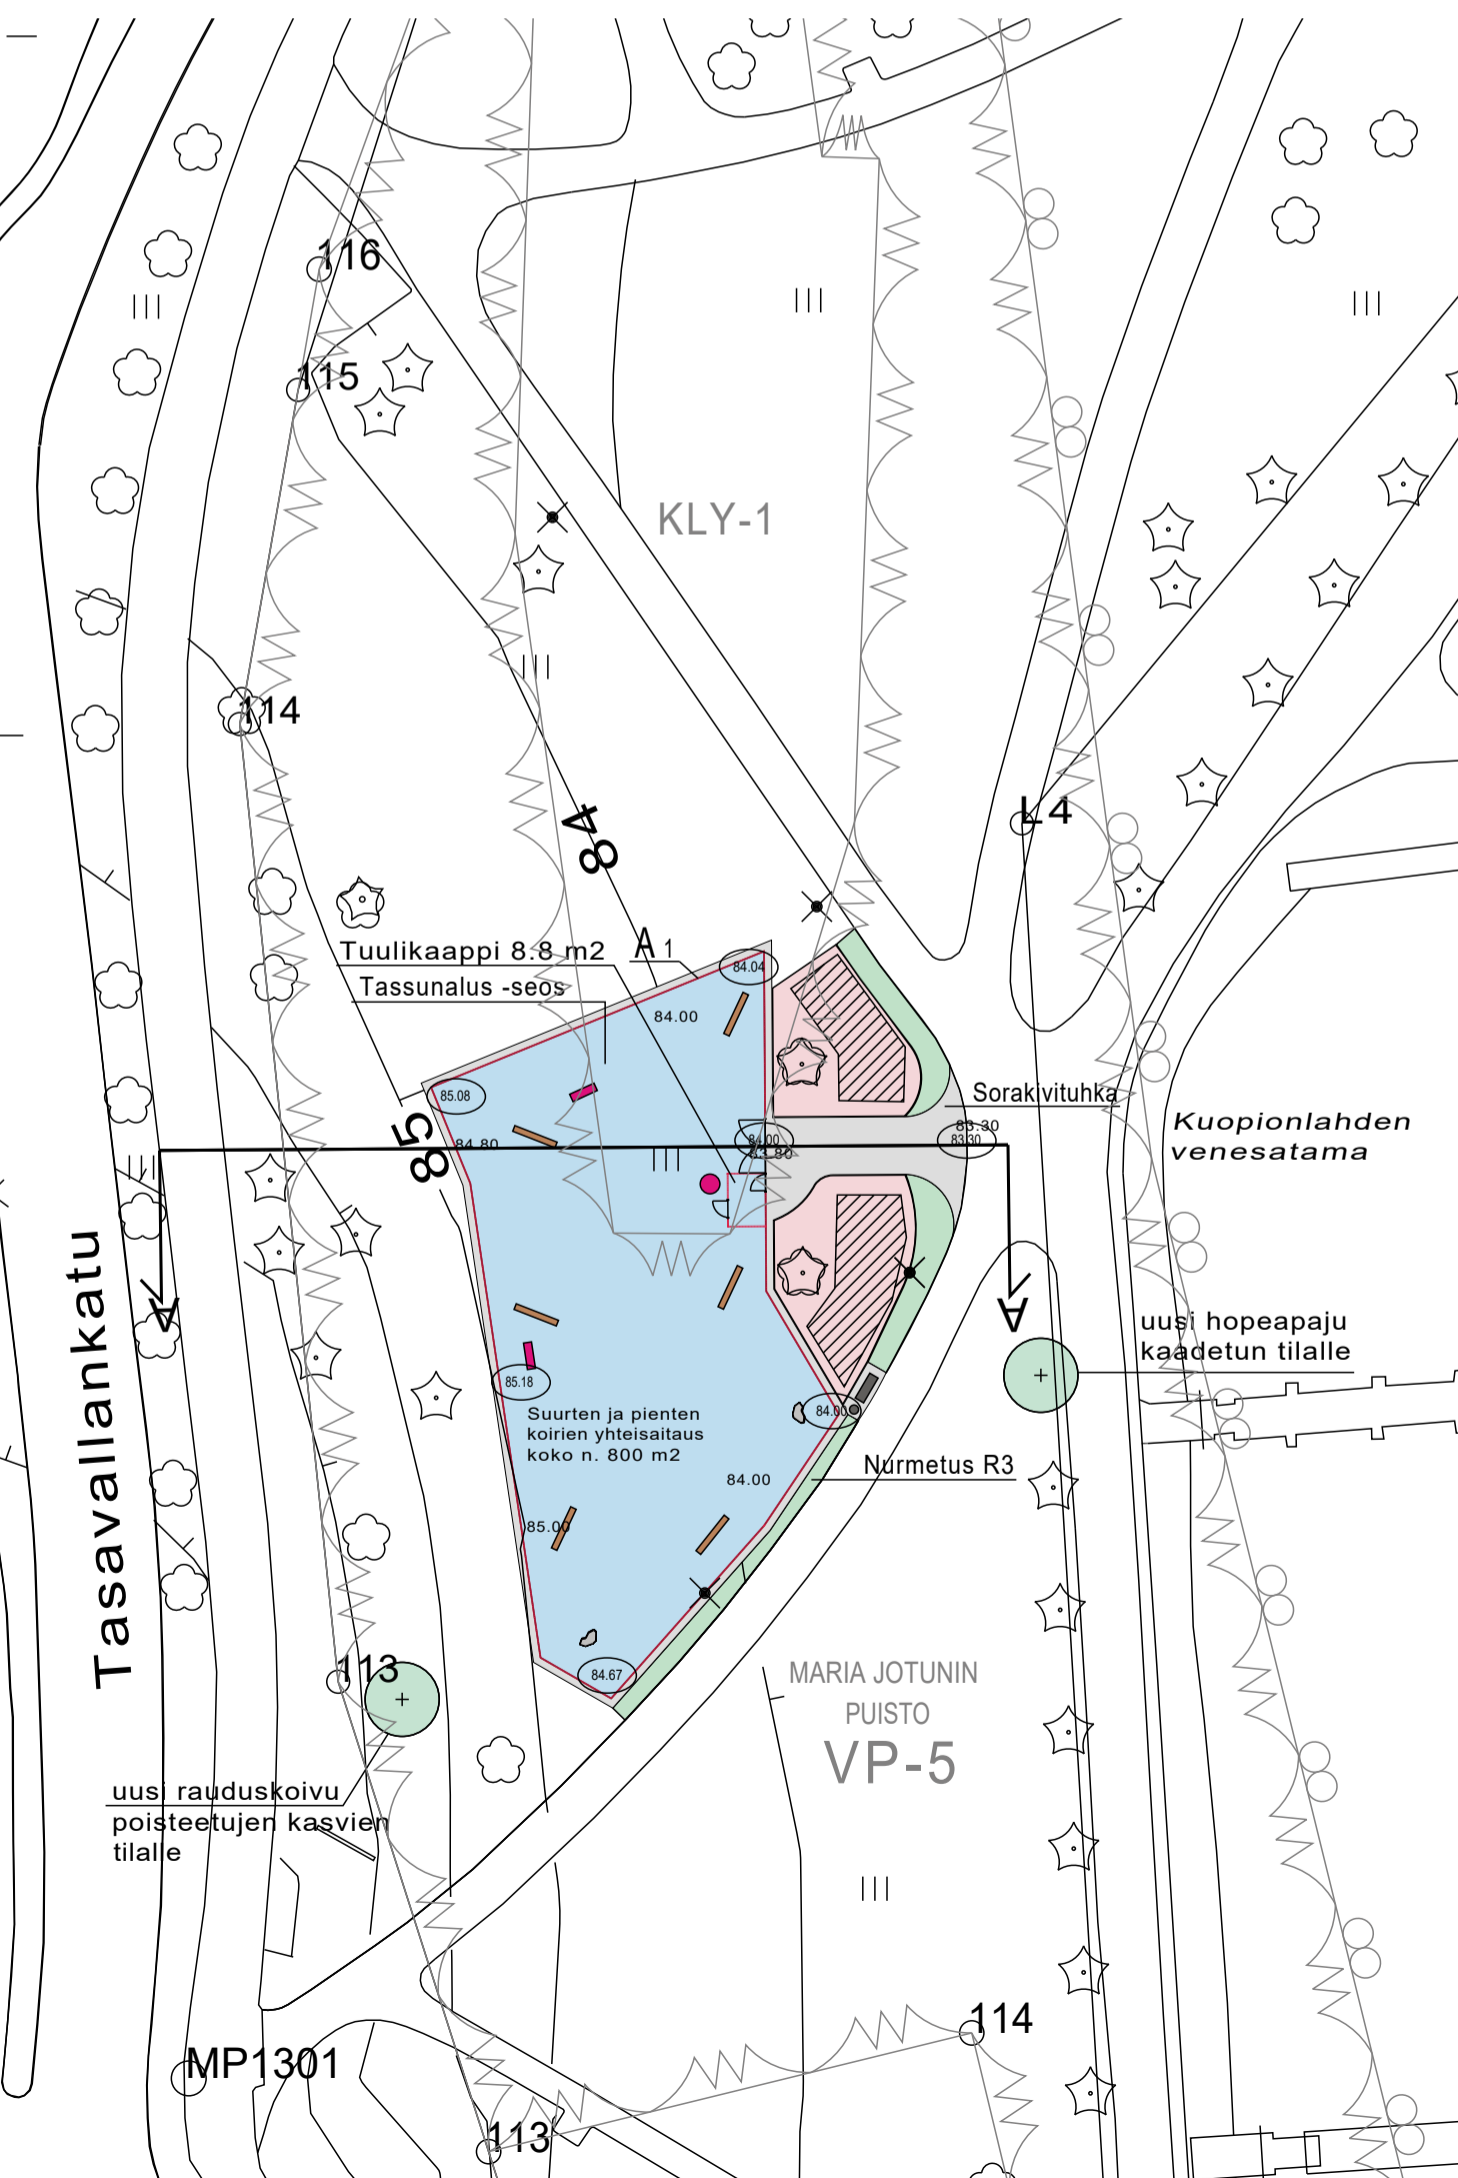 116
115
KLY-1
114
84
L4
Tuulikaappi 8.8 m2
A 1
Tassunalus -seos
84.04
84.00
85.08
85
84.80
84.00
83.80
Sorakivituhka
83.30
83.30
Kuopionlahden
venesatama
Tasavallankatu
A
A
uusi hopeapaju
kaadetun tilalle
85.18
Suurten ja pienten
koirien yhteisaitaus
koko n. 800 m2
84.00
84.00
Nurmetus R3
85.00
84.67
113
MARIA JOTUNIN
PUISTO
VP-5
uusi rauduskoivu
poisteetujen kasvien
tilalle
114
MP1301
113